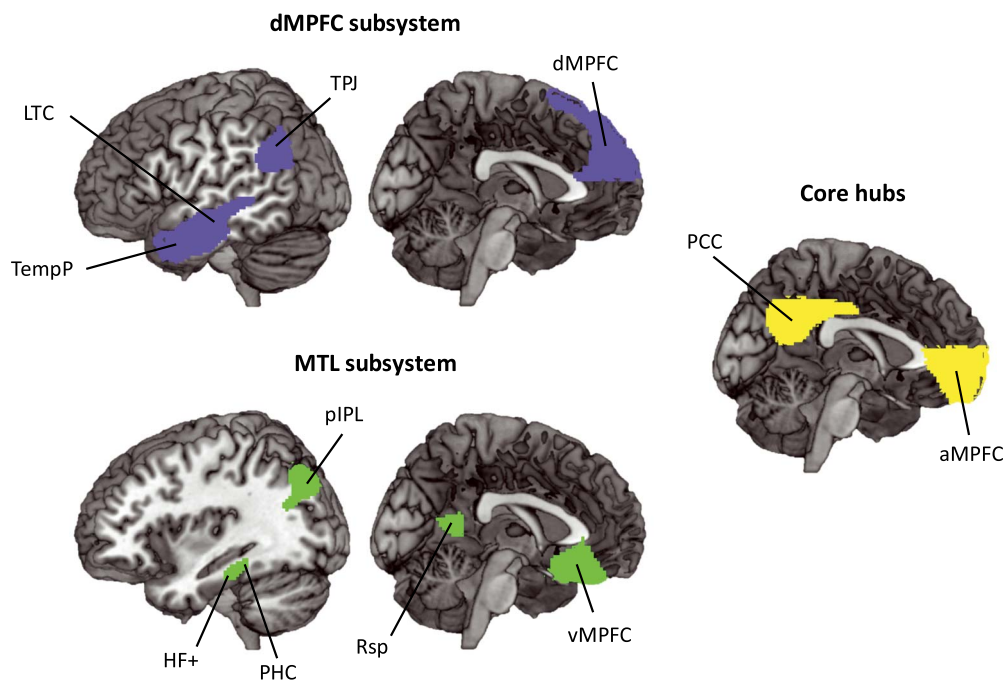 dMPFC subsystem
LTC
TPJ
dMPFC
TempP
Core hubs
PCC
aMPFC
MTL subsystem
pIPL
HF+
PHC
Rsp
vMPFC